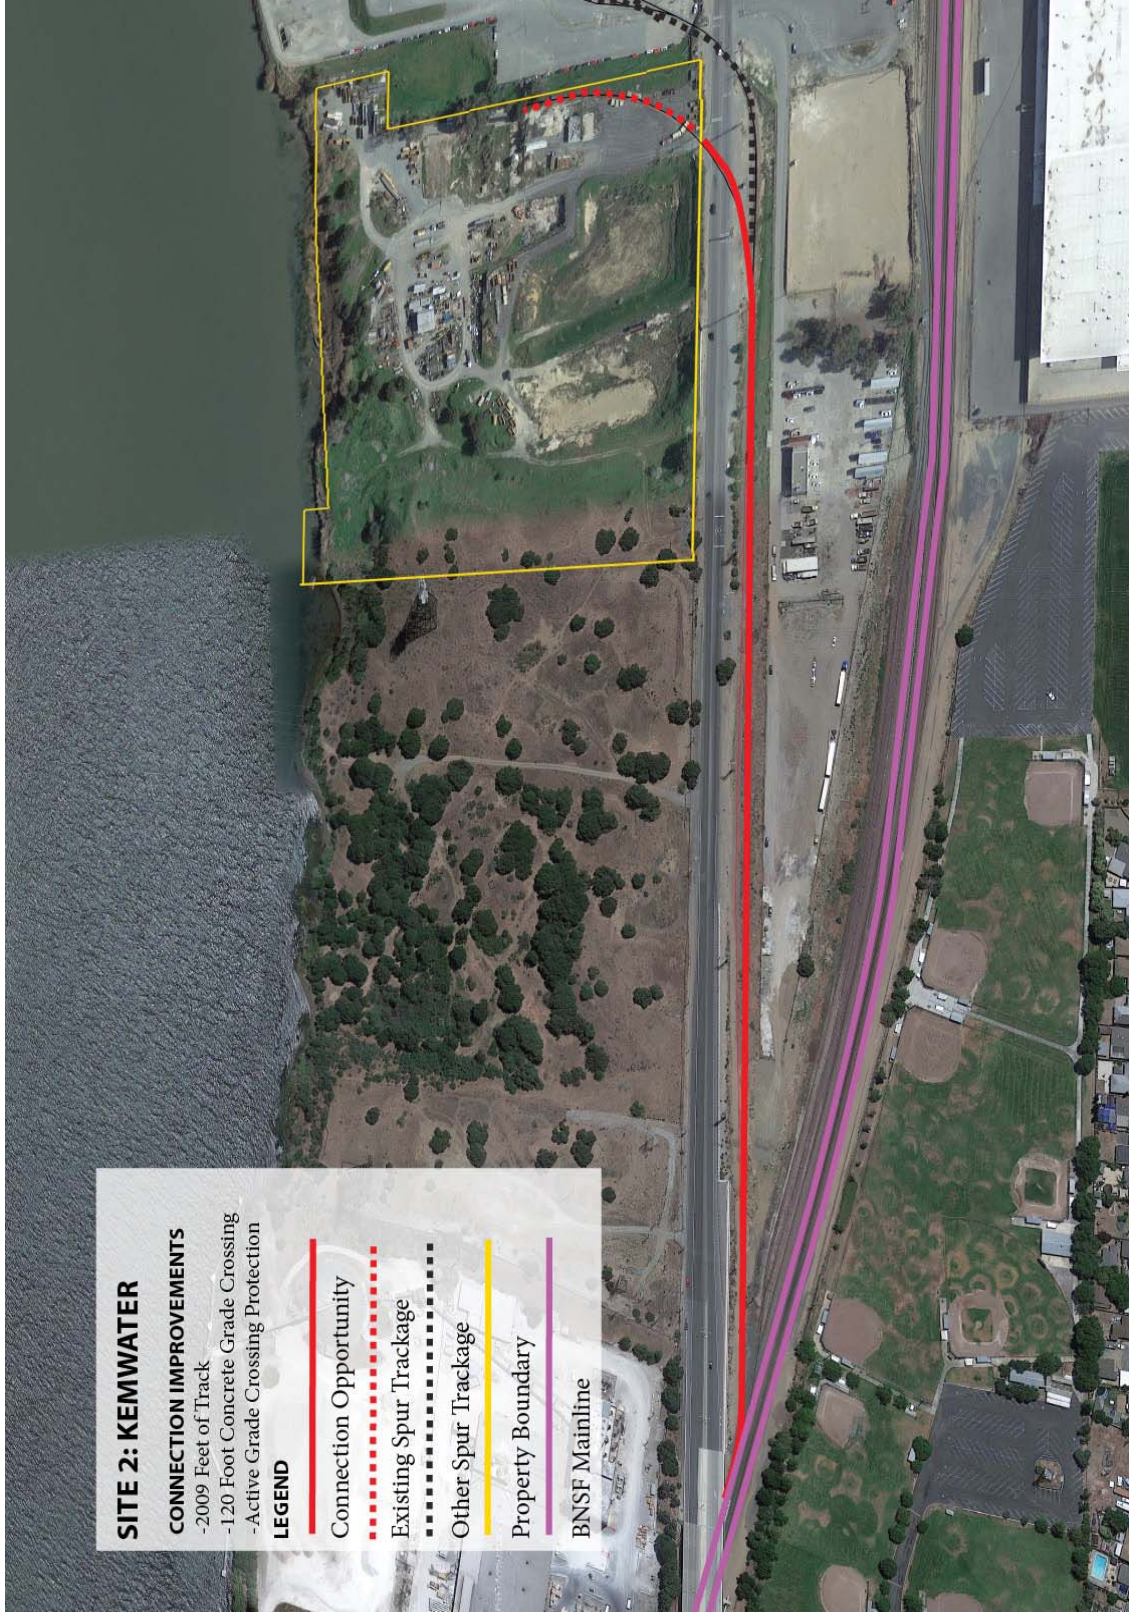 SITE 2: KEMWATER
CONNECTION IMPROVEMENTS
-2009 Feet of Track
-120 Foot Concrete Grade Crossing
-Active Grade Crossing Protection
LEGEND
Connection Opportunity
Existing Spur Trackage
Other Spur Trackage
Property Boundary
BNSF Mainline